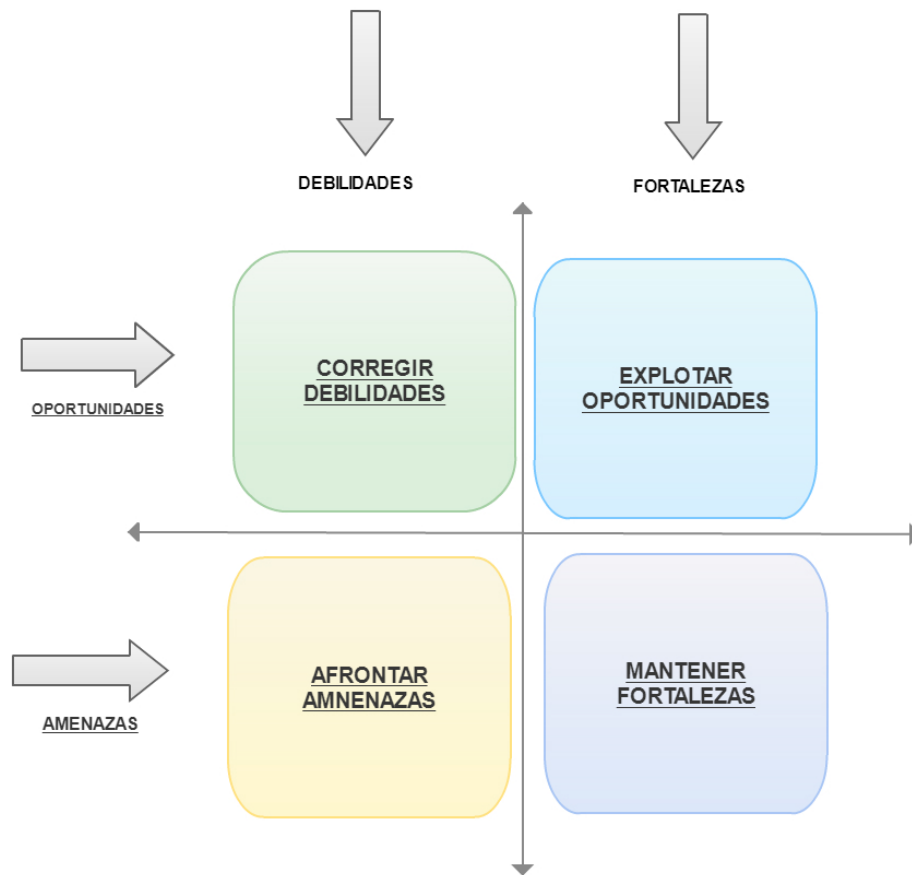 DEBILIDADES
FORTALEZAS
CORREGIR
DEBILIDADES
EXPLOTAR
OPORTUNIDADES
OPORTUNIDADES
AFRONTAR
AMNENAZAS
MANTENER
FORTALEZAS
AMENAZAS